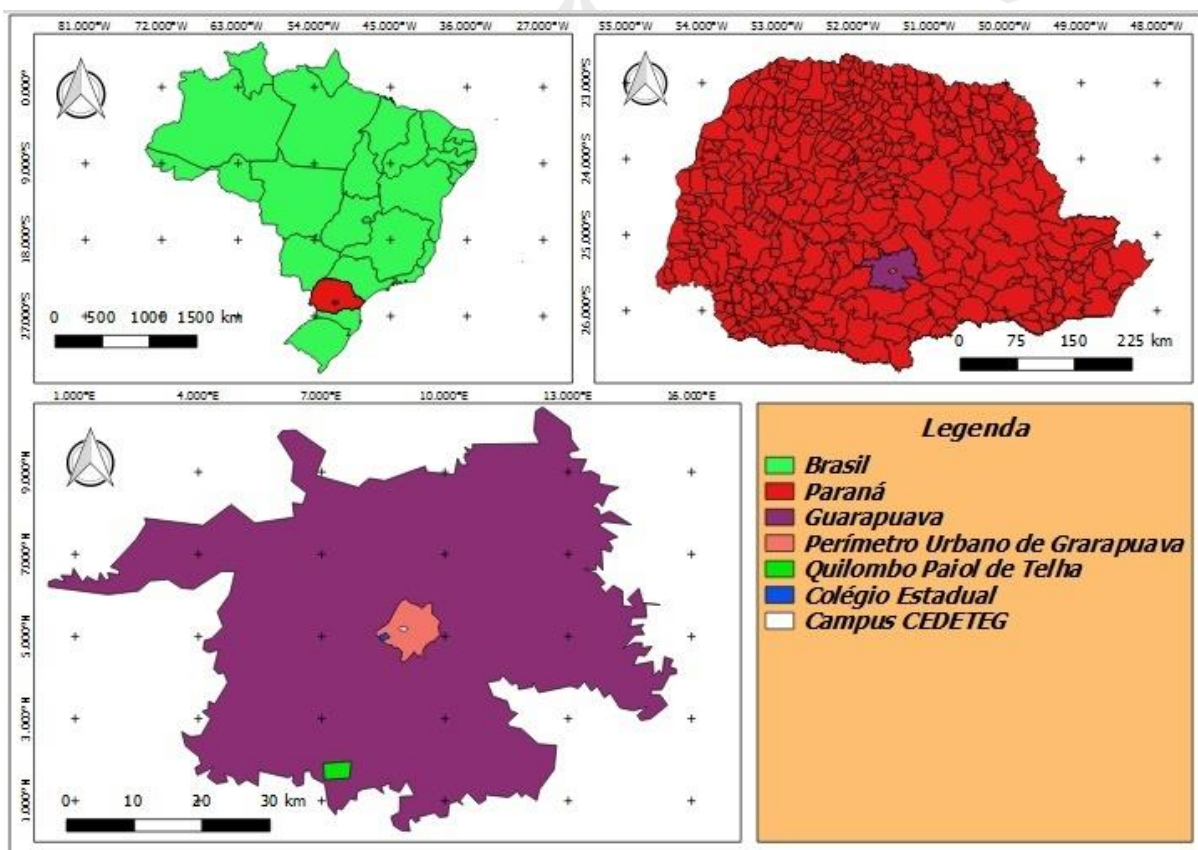 81.000°W 72.000°W 63.000°W 54.000°W 45.000°W 36.000°W 27.000°W
0.000°
9.000°S
18.000°S
27.000°S
0 500 1000 1500 km
55.000°W 54.000°W 53.000°W 52.000°W 51.000°W 50.000°W 49.000°W 48.000°W
23.000°S
24.000°S
25.000°S
26.000°S
0 75 150 225 km
1.000°E 4.000°E 7.000°E 10.000°E 13.000°E 16.000°E
9.000°N
7.000°N
5.000°N
3.000°N
1.000°N
0 10 20 30 km
Legenda
Brasil
Paraná
Guarapuava
Perímetro Urbano de Grarapuava
Quilombo Paiol de Telha
Colégio Estadual
Campus CEDETEG